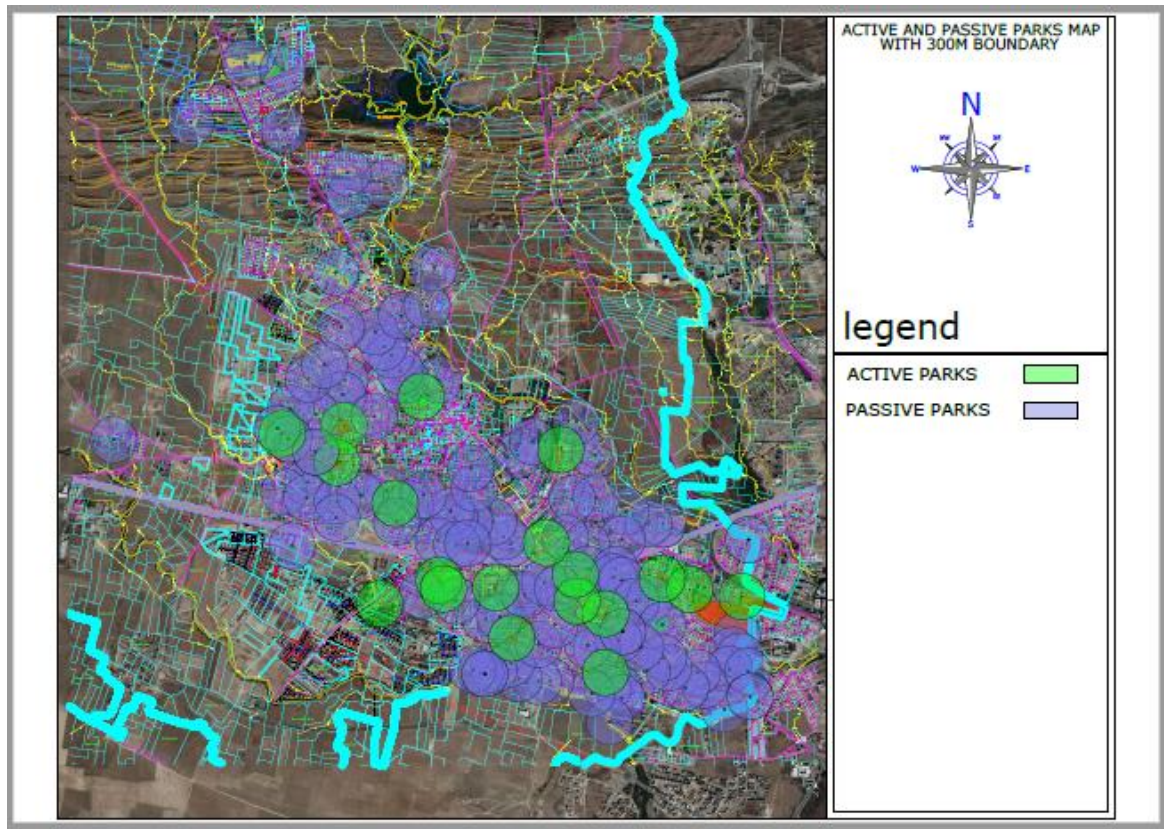 ACTIVE AND PASSIVE PARKS MAP
WITH 300M BOUNDARY
N
W
E
S
legend
ACTIVE PARKS
PASSIVE PARKS